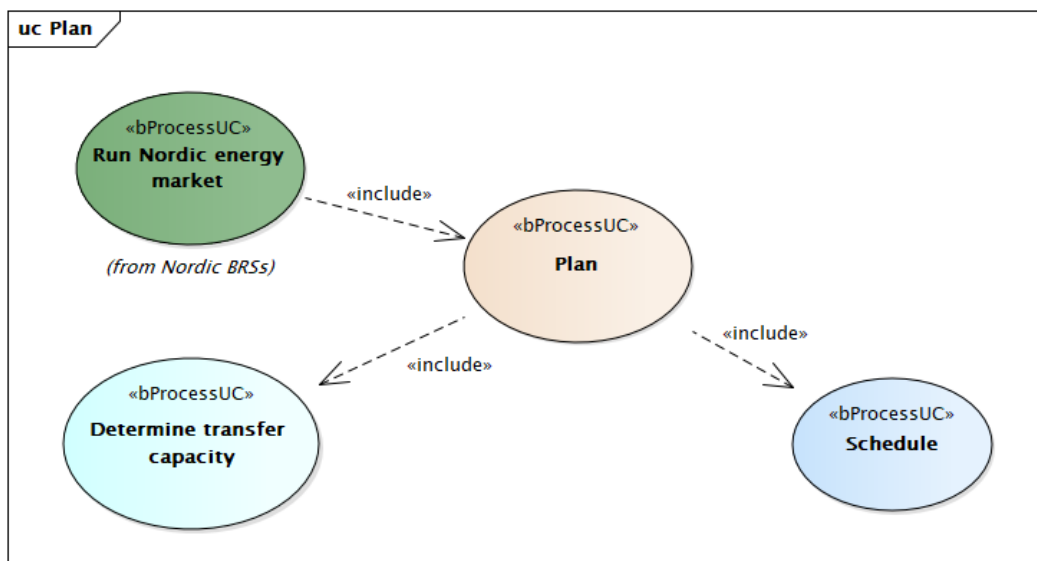 uc Plan
«bProcessUC»
Run Nordic energy
market
(from Nordic BRSs)
«include»
«bProcessUC»
Plan
«include»
«include»
«bProcessUC»
Determine transfer
capacity
«bProcessUC»
Schedule